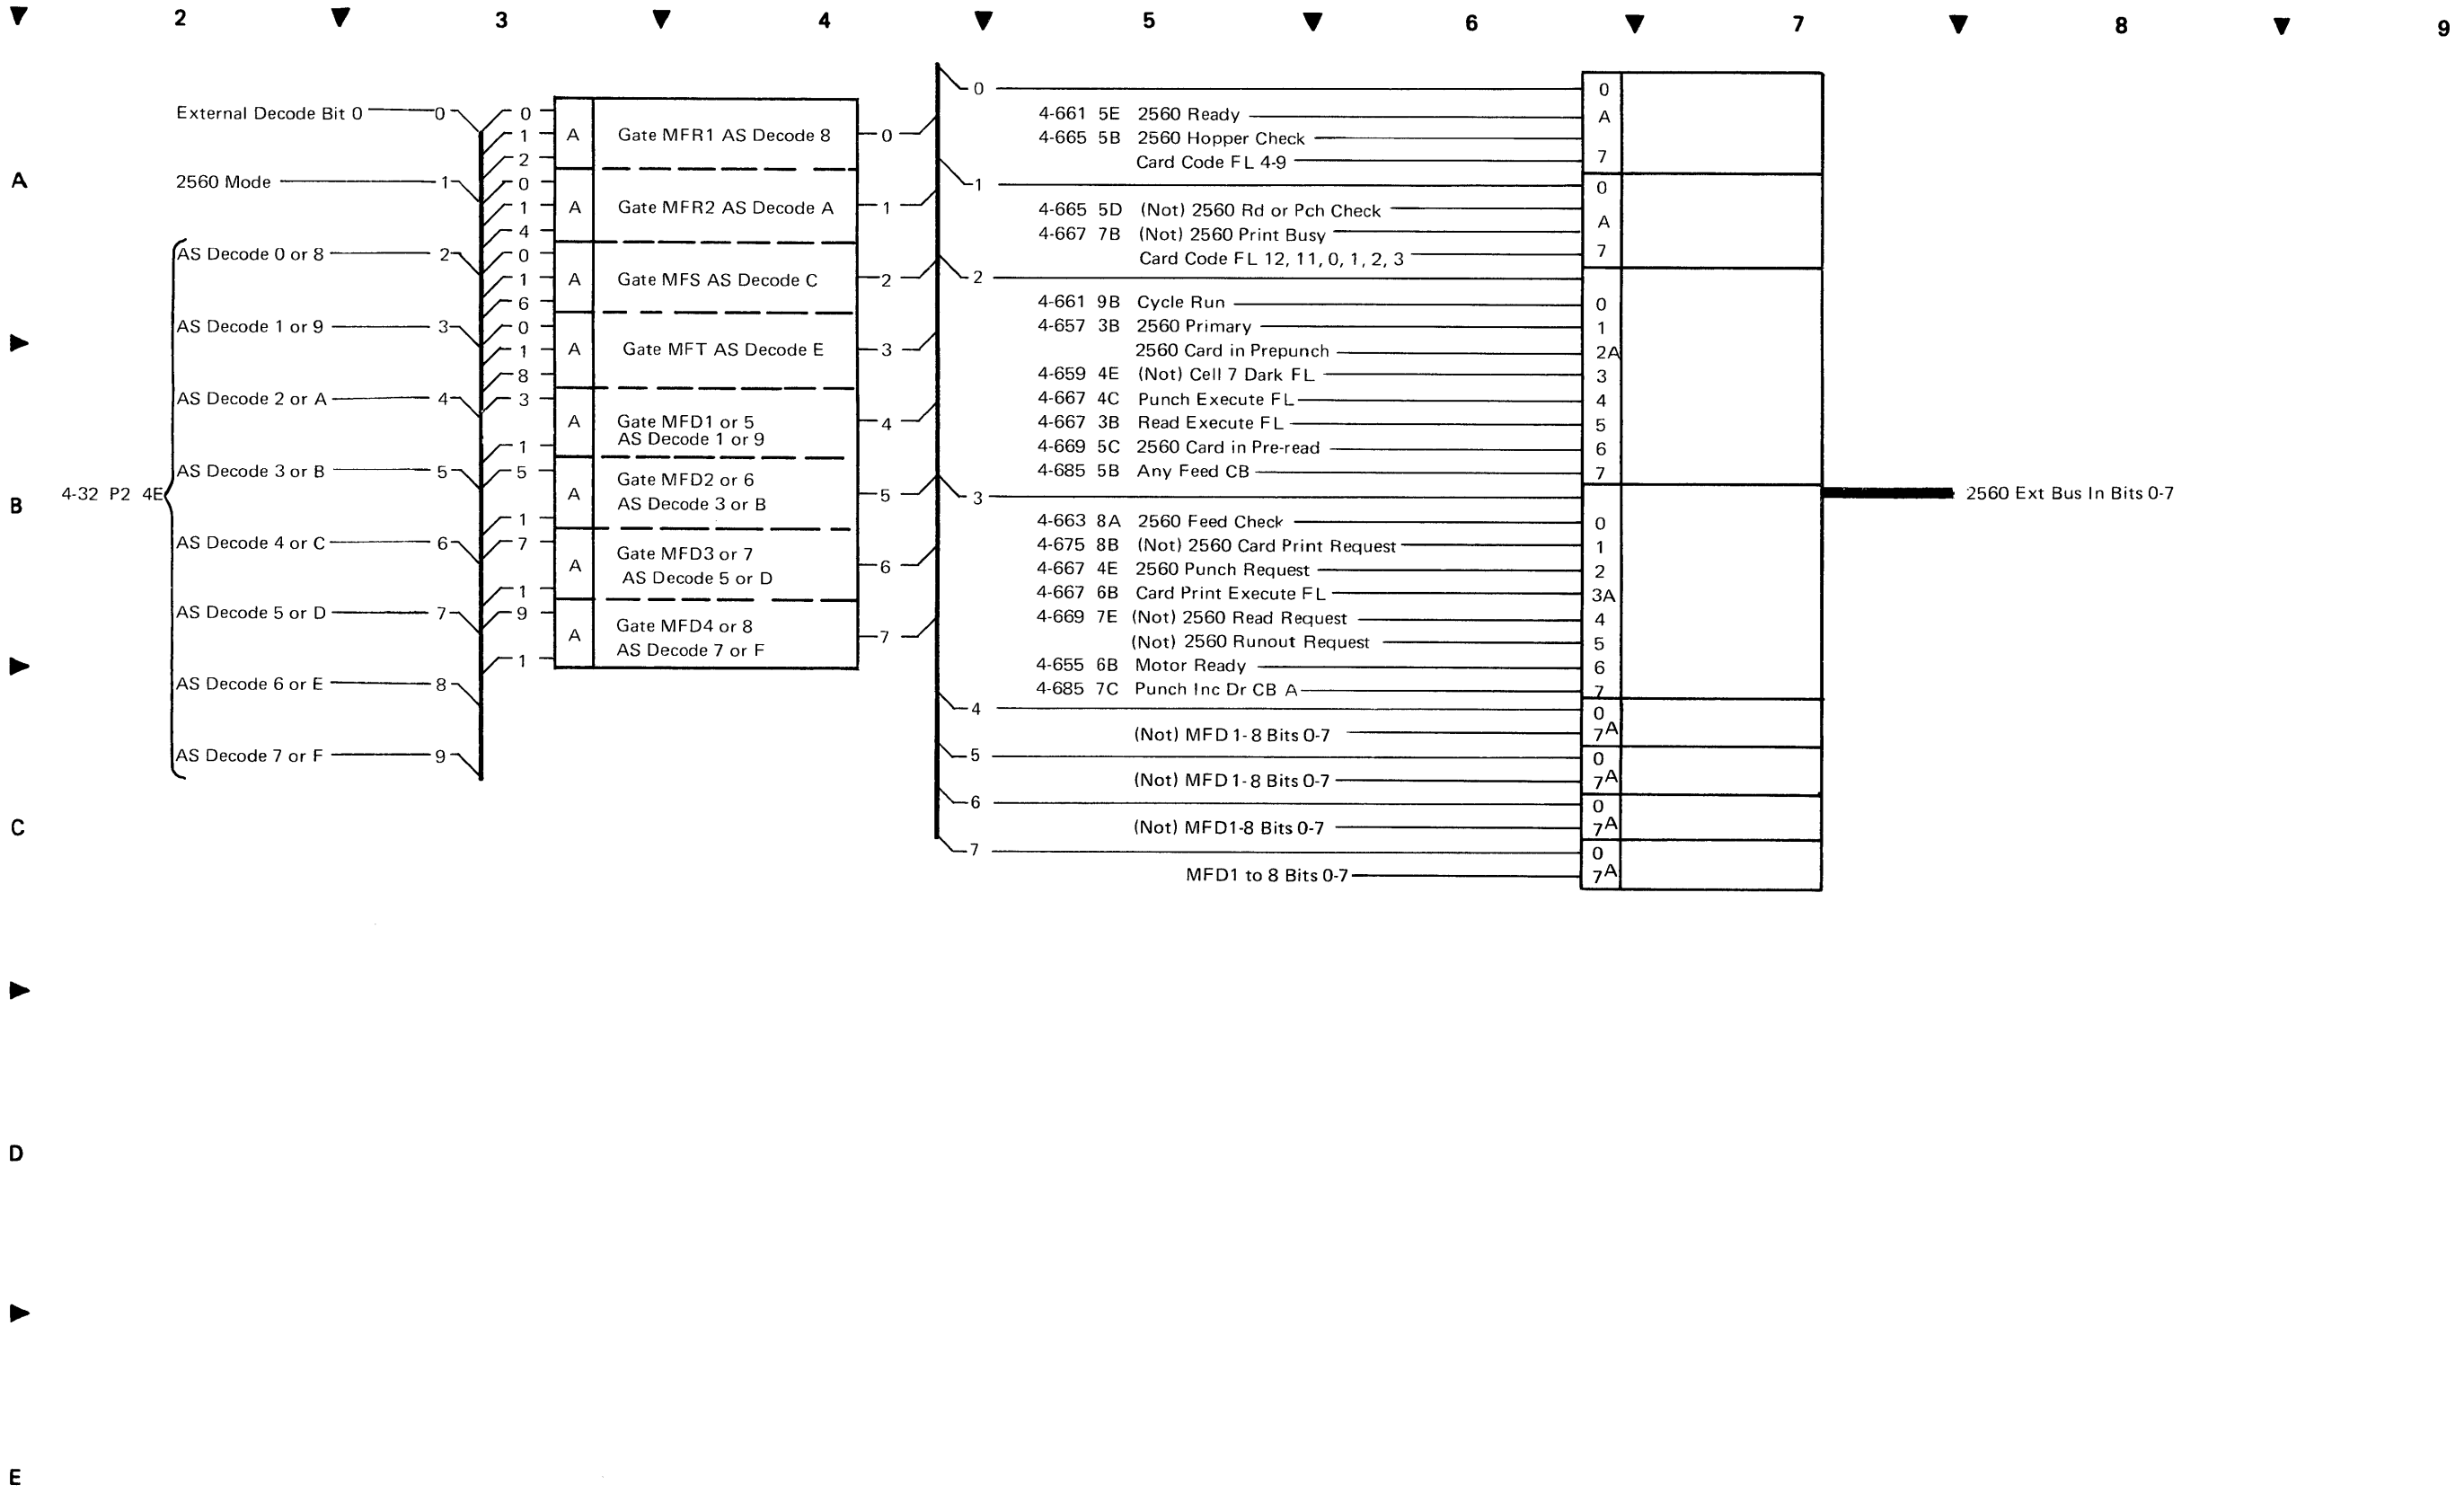 2 3 4 5 6 7 8 9
A
B
C
D
E
External Decode Bit 0 0
2560 Mode 1
AS Decode 0 or 8 2
AS Decode 1 or 9 3
AS Decode 2 or A 4
AS Decode 3 or B 5
4-32 P2 4E
AS Decode 4 or C 6
AS Decode 5 or D 7
AS Decode 6 or E 8
AS Decode 7 or F 9
0
1 A Gate MFR1 AS Decode 8 0
2
0
1 A Gate MFR2 AS Decode A 1
4
0
1 A Gate MFS AS Decode C 2
6
0
1 A Gate MFT AS Decode E 3
8
3
A Gate MFD1 or 5 4
AS Decode 1 or 9
1
5
Gate MFD2 or 6
A 5
AS Decode 3 or B
1
7
Gate MFD3 or 7
A 6
AS Decode 5 or D
1
9
Gate MFD4 or 8
A 7
AS Decode 7 or F
1
0 0
4-661 5E 2560 Ready A
4-665 5B 2560 Hopper Check
Card Code FL 4-9 7
1 0
4-665 5D (Not) 2560 Rd or Pch Check
A
4-667 7B (Not) 2560 Print Busy
Card Code FL 12, 11, 0, 1, 2, 3 7
2
4-661 9B Cycle Run 0
4-657 3B 2560 Primary 1
2560 Card in Prepunch 2A
4-659 4E (Not) Cell 7 Dark FL 3
4-667 4C Punch Execute FL 4
4-667 3B Read Execute FL 5
4-669 5C 2560 Card in Pre-read 6
4-685 5B Any Feed CB 7
3
2560 Ext Bus In Bits 0-7
4-663 8A 2560 Feed Check 0
4-675 8B (Not) 2560 Card Print Request 1
4-667 4E 2560 Punch Request 2
4-667 6B Card Print Execute FL 3A
4-669 7E (Not) 2560 Read Request 4
(Not) 2560 Runout Request 5
4-655 6B Motor Ready 6
4-685 7C Punch Inc Dr CB A 7
4 0
(Not) MFD 1-8 Bits 0-7 7A
5 0
(Not) MFD 1-8 Bits 0-7 7A
6 0
(Not) MFD1-8 Bits 0-7 7A
7 0
MFD1 to 8 Bits 0-7 7A